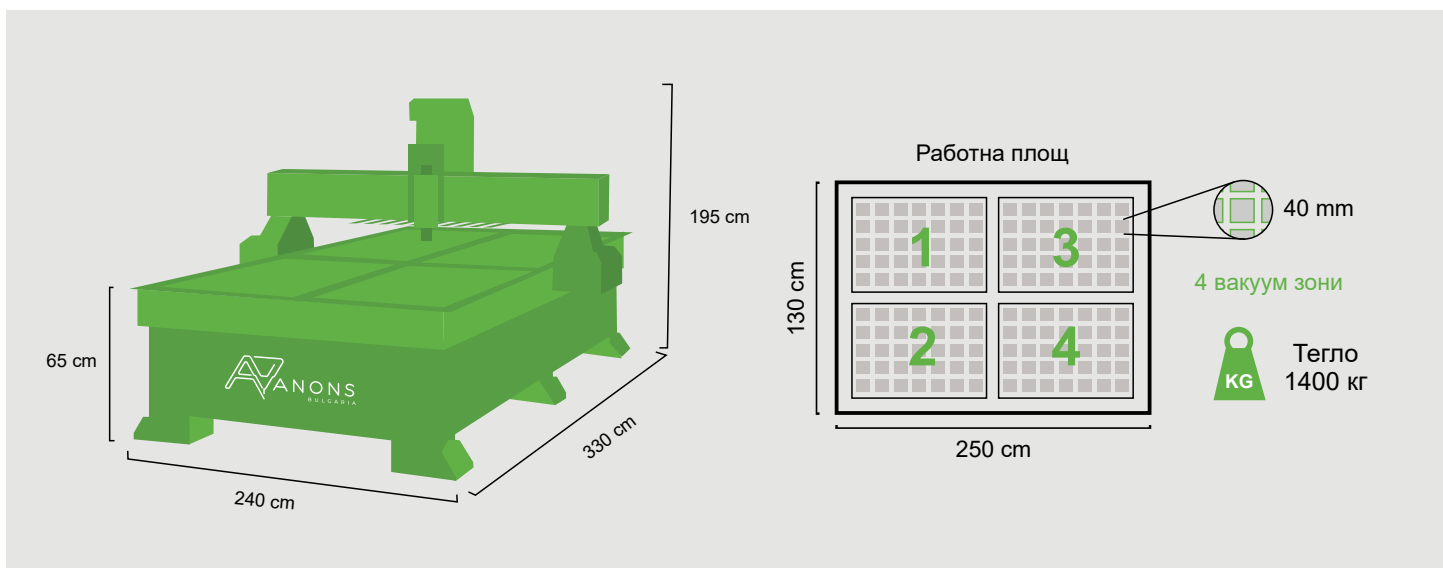 195 cm
65 cm
ANONS
BULGARIA
330 cm
240 cm
Работна площ
130 cm
1
3
2
4
250 cm
40 mm
4 вакуум зони
KG
Тегло
1400 кг